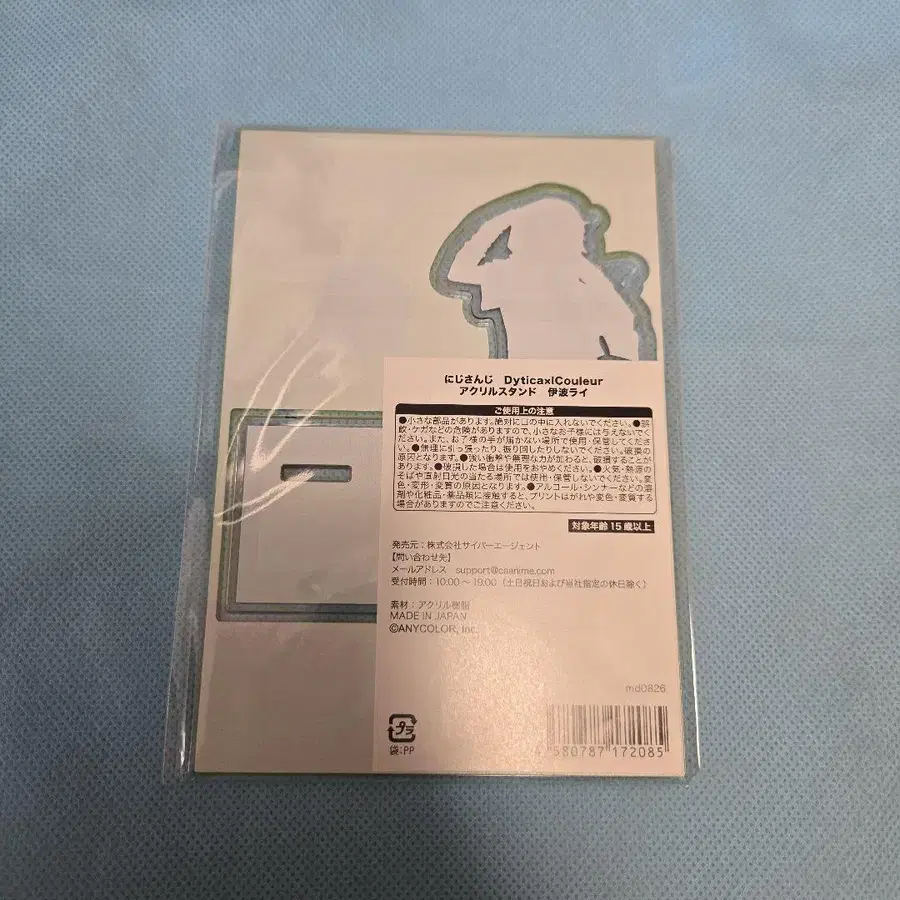 にじさんじ　Dytica×lCouleur
アクリルスタンド　伊波ライ
ご使用上の注意
●小さな部品があります。絶対に口の中に入れないでください。●誤
飲・ケガなどの危険がありますので、小さなお子様には与えないでく
ださい。また、お子様の手が届かない場所で使用・保管してくださ
い。●無理に引っ張ったり、振り回したりしないでください。破損の
原因となります。●強い衝撃や無理な力が加わると、破損することが
あります。●破損した場合は使用をおやめください。●火気・熱源の
そばや直射日光の当たる場所では使用・保管しないでください。変
色・変形・変質の原因となります。●アルコール・シンナーなどの溶
剤や化粧品・薬品類に接触すると、プリントはがれや変色・変質する
場合がありますのでご注意ください。
対象年齢 15 歳以上
発売元：株式会社サイバーエージェント
【問い合わせ先】
メールアドレス　support@caanime.com
受付時間：10:00～19:00（土日祝日および当社指定の休日除く）
素材：アクリル樹脂
MADE IN JAPAN
©ANYCOLOR, Inc.
md0826
プラ
袋:PP
4 580787 172085